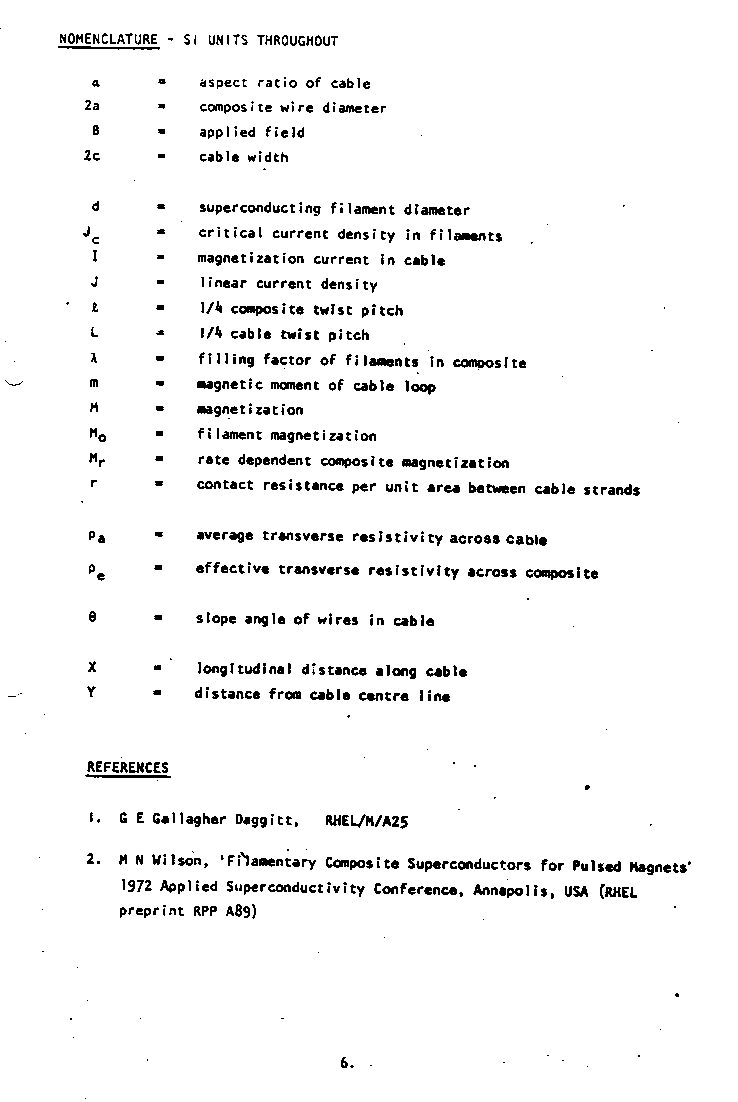 NOMENCLATURE - SI UNITS THROUGHOUT
a = aspect ratio of cable
2a = composite wire diameter
B = applied field
2c = cable width
d = superconducting filament diameter
Jc = critical current density in filaments
I = magnetization current in cable
J = linear current density
ℓ = 1/4 composite twist pitch
L = 1/4 cable twist pitch
λ = filling factor of filaments in composite
m = magnetic moment of cable loop
M = magnetization
Mo = filament magnetization
Mr = rate dependent composite magnetization
r = contact resistance per unit area between cable strands
ρa = average transverse resistivity across cable
ρe = effective transverse resistivity across composite
θ = slope angle of wires in cable
X = longitudinal distance along cable
Y = distance from cable centre line
REFERENCES
1. G E Gallagher Daggitt, RHEL/M/A25
2. M N Wilson, 'Filamentary Composite Superconductors for Pulsed Magnets'
1972 Applied Superconductivity Conference, Annapolis, USA (RHEL
preprint RPP A89)
6.